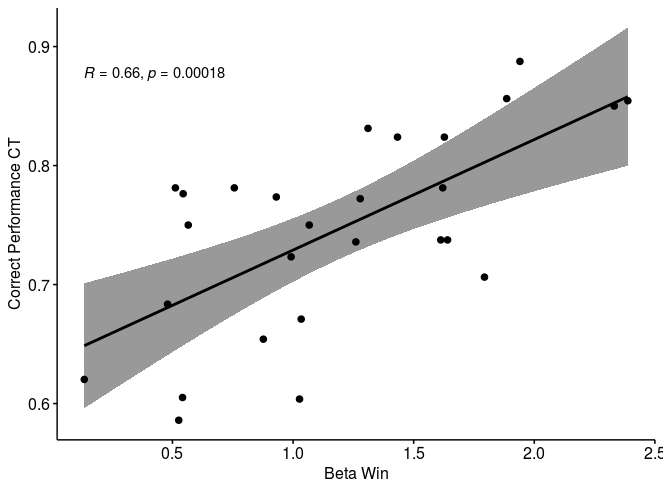 0.9
R = 0.66, p = 0.00018
0.8
Correct Performance CT
0.7
0.6
0.5 1.0 1.5 2.0 2.5
Beta Win